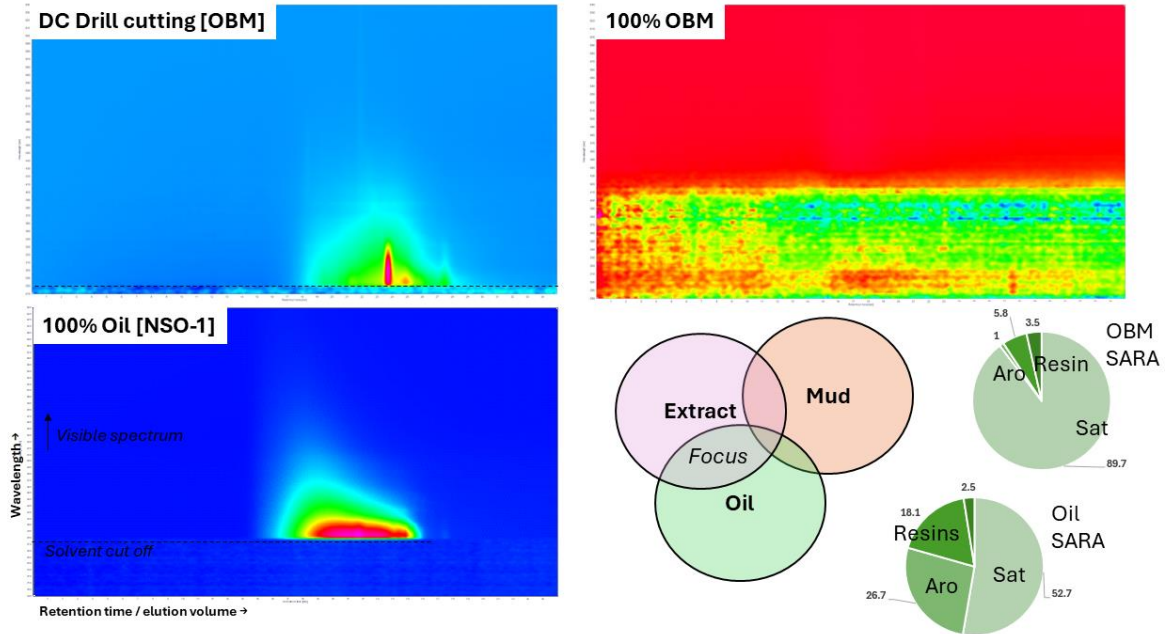 DC Drill cutting [OBM]
100% OBM
100% Oil [NSO-1]
Visible spectrum
Wavelength →
Solvent cut off
Retention time / elution volume →
Extract
Mud
Focus
Oil
5.8
3.5
1
OBM
SARA
Aro
Resin
Sat
89.7
2.5
18.1
Oil
SARA
Resins
Aro
Sat
26.7
52.7